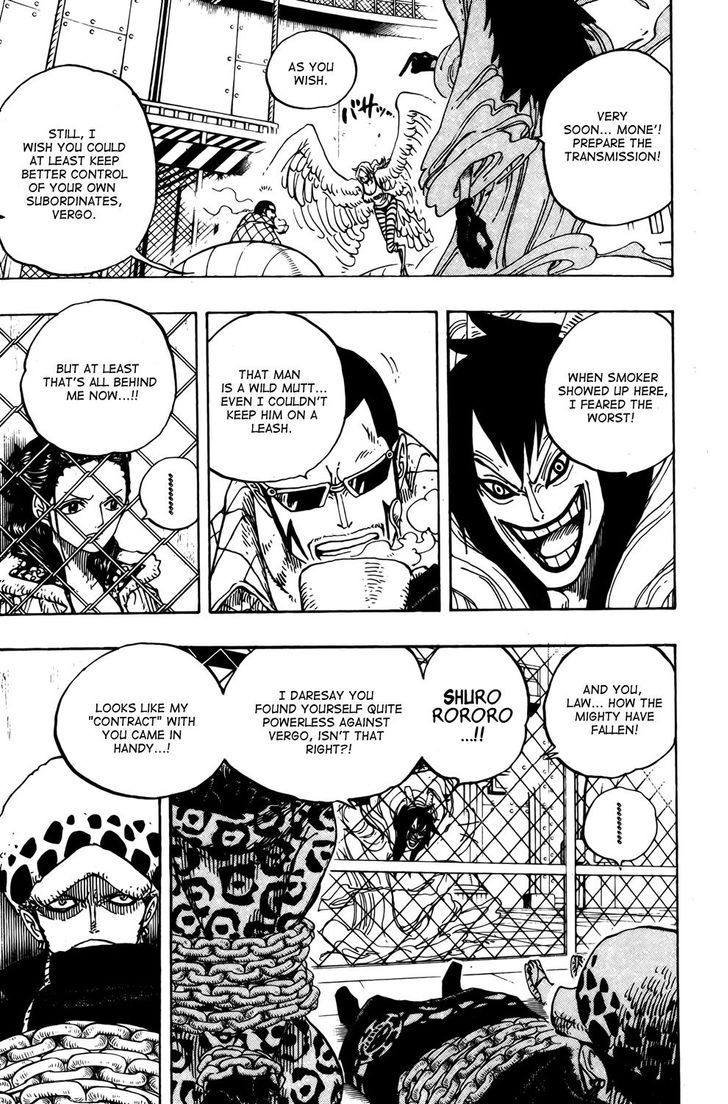 VERY
SOON... MONE'!
PREPARE THE
TRANSMISSION!
AS YOU
WISH.
バサッ
STILL, I
WISH YOU COULD
AT LEAST KEEP
BETTER CONTROL
OF YOUR OWN
SUBORDINATES,
VERGO.
WHEN SMOKER
SHOWED UP HERE,
I FEARED THE
WORST!
THAT MAN
IS A WILD MUTT...
EVEN I COULDN'T
KEEP HIM ON A
LEASH.
BUT AT LEAST
THAT'S ALL BEHIND
ME NOW...!!
.........
AND YOU,
LAW... HOW THE
MIGHTY HAVE
FALLEN!
.........
SHURO
RORORO
...!!
I DARESAY YOU
FOUND YOURSELF QUITE
POWERLESS AGAINST
VERGO, ISN'T THAT
RIGHT?!
LOOKS LIKE MY
"CONTRACT" WITH
YOU CAME IN
HANDY...!